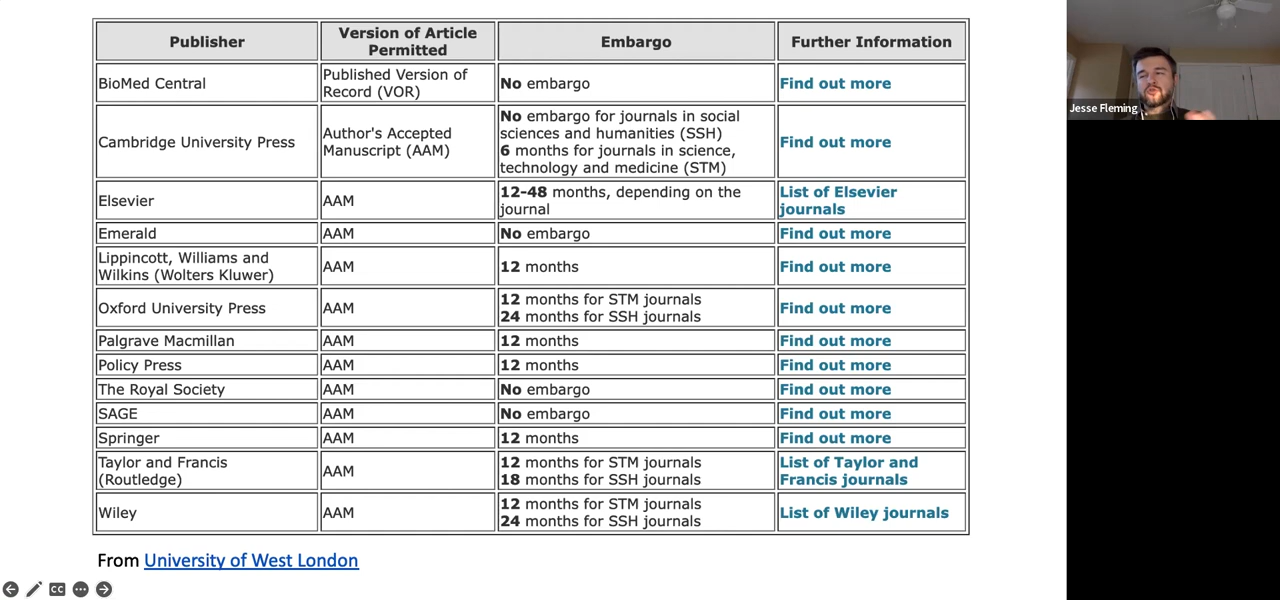 Publisher
Version of Article
Permitted
Embargo
Further Information
BioMed Central
Published Version of
Record (VOR)
No embargo
Find out more
Cambridge University Press
Author's Accepted
Manuscript (AAM)
No embargo for journals in social
sciences and humanities (SSH)
6 months for journals in science,
technology and medicine (STM)
Find out more
Elsevier
AAM
12-48 months, depending on the
journal
List of Elsevier
journals
Emerald
AAM
No embargo
Find out more
Lippincott, Williams and
Wilkins (Wolters Kluwer)
AAM
12 months
Find out more
Oxford University Press
AAM
12 months for STM journals
24 months for SSH journals
Find out more
Palgrave Macmillan
AAM
12 months
Find out more
Policy Press
AAM
12 months
Find out more
The Royal Society
AAM
No embargo
Find out more
SAGE
AAM
No embargo
Find out more
Springer
AAM
12 months
Find out more
Taylor and Francis
(Routledge)
AAM
12 months for STM journals
18 months for SSH journals
List of Taylor and
Francis journals
Wiley
AAM
12 months for STM journals
24 months for SSH journals
List of Wiley journals
From University of West London
CC
Jesse Fleming